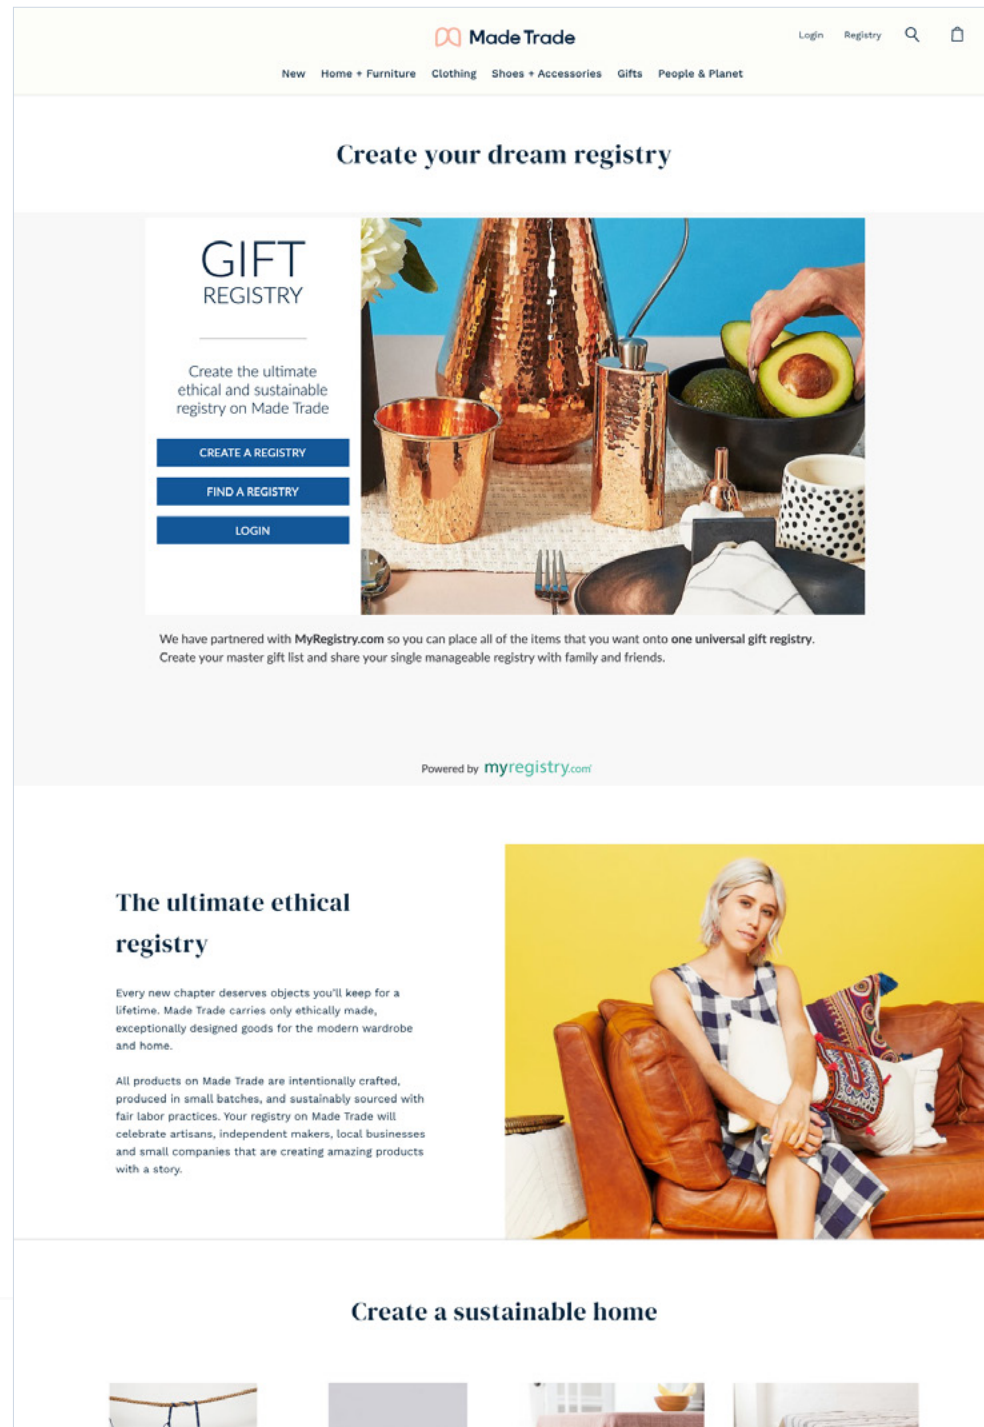 Made Trade
Login Registry
New Home + Furniture Clothing Shoes + Accessories Gifts People & Planet
Create your dream registry
GIFT
REGISTRY
Create the ultimate
ethical and sustainable
registry on Made Trade
CREATE A REGISTRY
FIND A REGISTRY
LOGIN
We have partnered with MyRegistry.com so you can place all of the items that you want onto one universal gift registry.
Create your master gift list and share your single manageable registry with family and friends.
Powered by myregistry.com
The ultimate ethical
registry
Every new chapter deserves objects you'll keep for a
lifetime. Made Trade carries only ethically made,
exceptionally designed goods for the modern wardrobe
and home.
All products on Made Trade are intentionally crafted,
produced in small batches, and sustainably sourced with
fair labor practices. Your registry on Made Trade will
celebrate artisans, independent makers, local businesses
and small companies that are creating amazing products
with a story.
Create a sustainable home